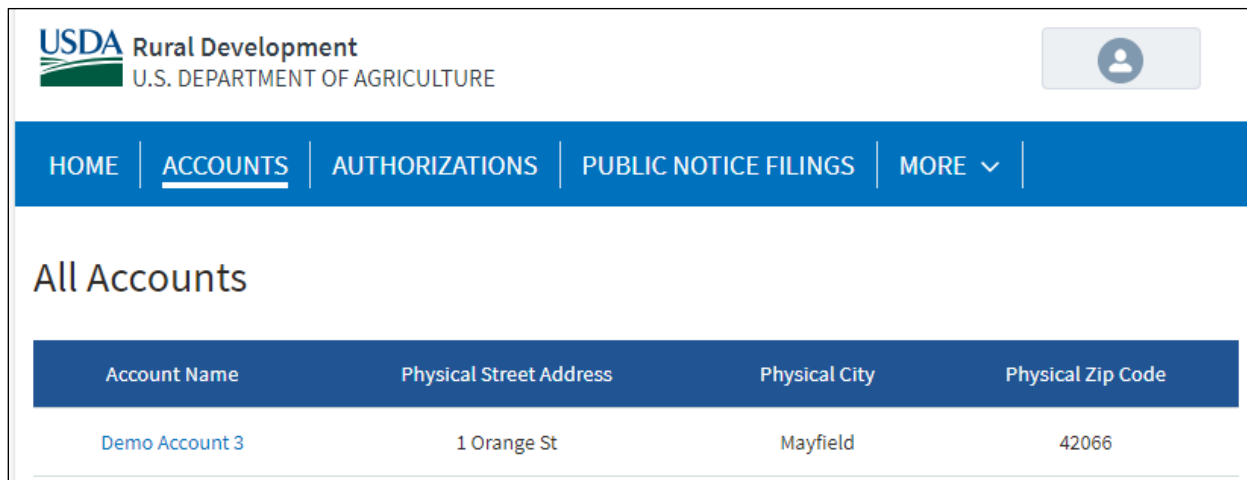 USDA Rural Development
U.S. DEPARTMENT OF AGRICULTURE
HOME ACCOUNTS AUTHORIZATIONS PUBLIC NOTICE FILINGS MORE
All Accounts
Account Name Physical Street Address Physical City Physical Zip Code
Demo Account 3 1 Orange St Mayfield 42066